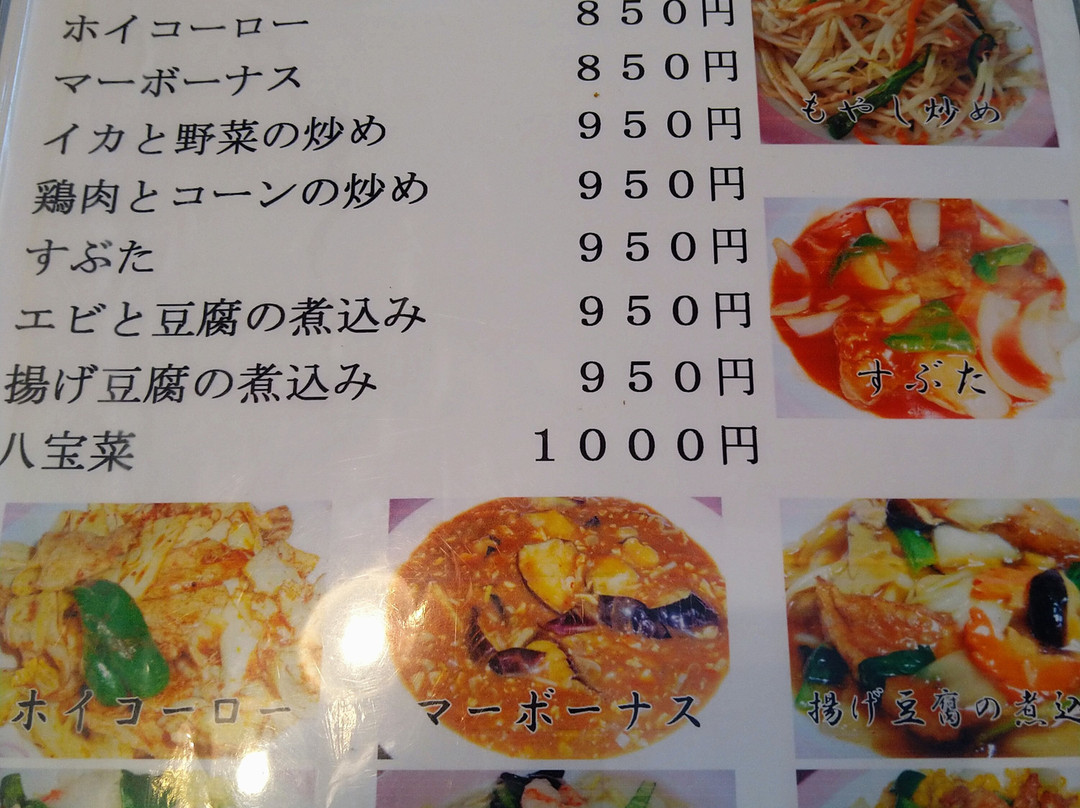 ホイコーロー ８５０円
マーボーナス ８５０円
イカと野菜の炒め ９５０円
鶏肉とコーンの炒め ９５０円
すぶた ９５０円
エビと豆腐の煮込み ９５０円
揚げ豆腐の煮込み ９５０円
八宝菜 １０００円
もやし炒め
すぶた
ホイコーロー
マーボーナス
揚げ豆腐の煮込